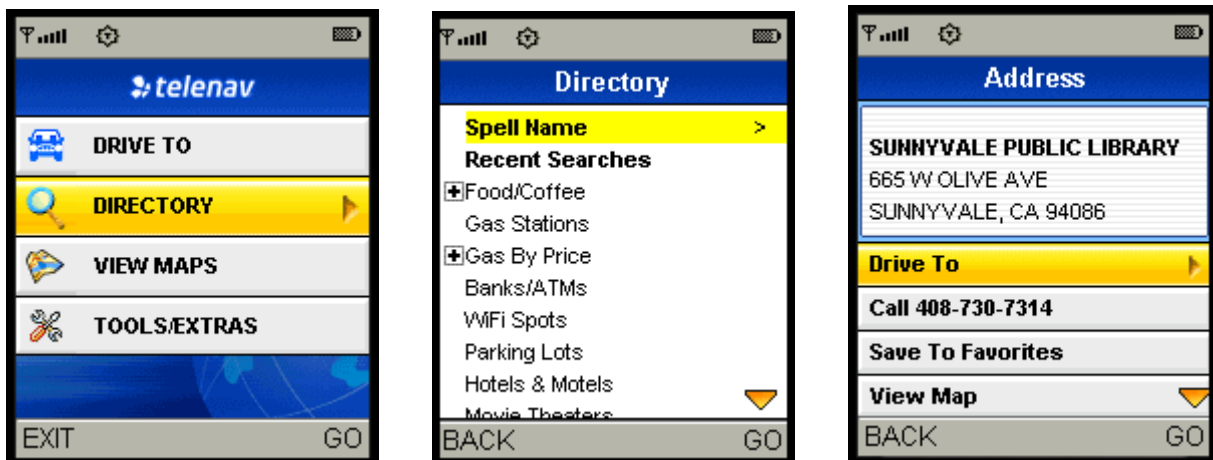 telenav
DRIVE TO
DIRECTORY
VIEW MAPS
TOOLS/EXTRAS
EXIT GO
Directory
Spell Name >
Recent Searches
Food/Coffee
Gas Stations
Gas By Price
Banks/ATMs
WiFi Spots
Parking Lots
Hotels & Motels
Movie Theaters
BACK GO
Address
SUNNYVALE PUBLIC LIBRARY
665 W OLIVE AVE
SUNNYVALE, CA 94086
Drive To
Call 408-730-7314
Save To Favorites
View Map
BACK GO